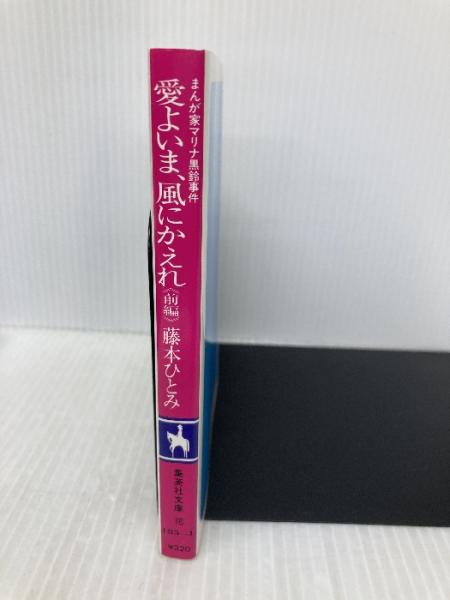 まんが家マリナ黒鈴事件
愛よいま、風にかえれ
《前編》
藤本ひとみ
集英社文庫
¥320